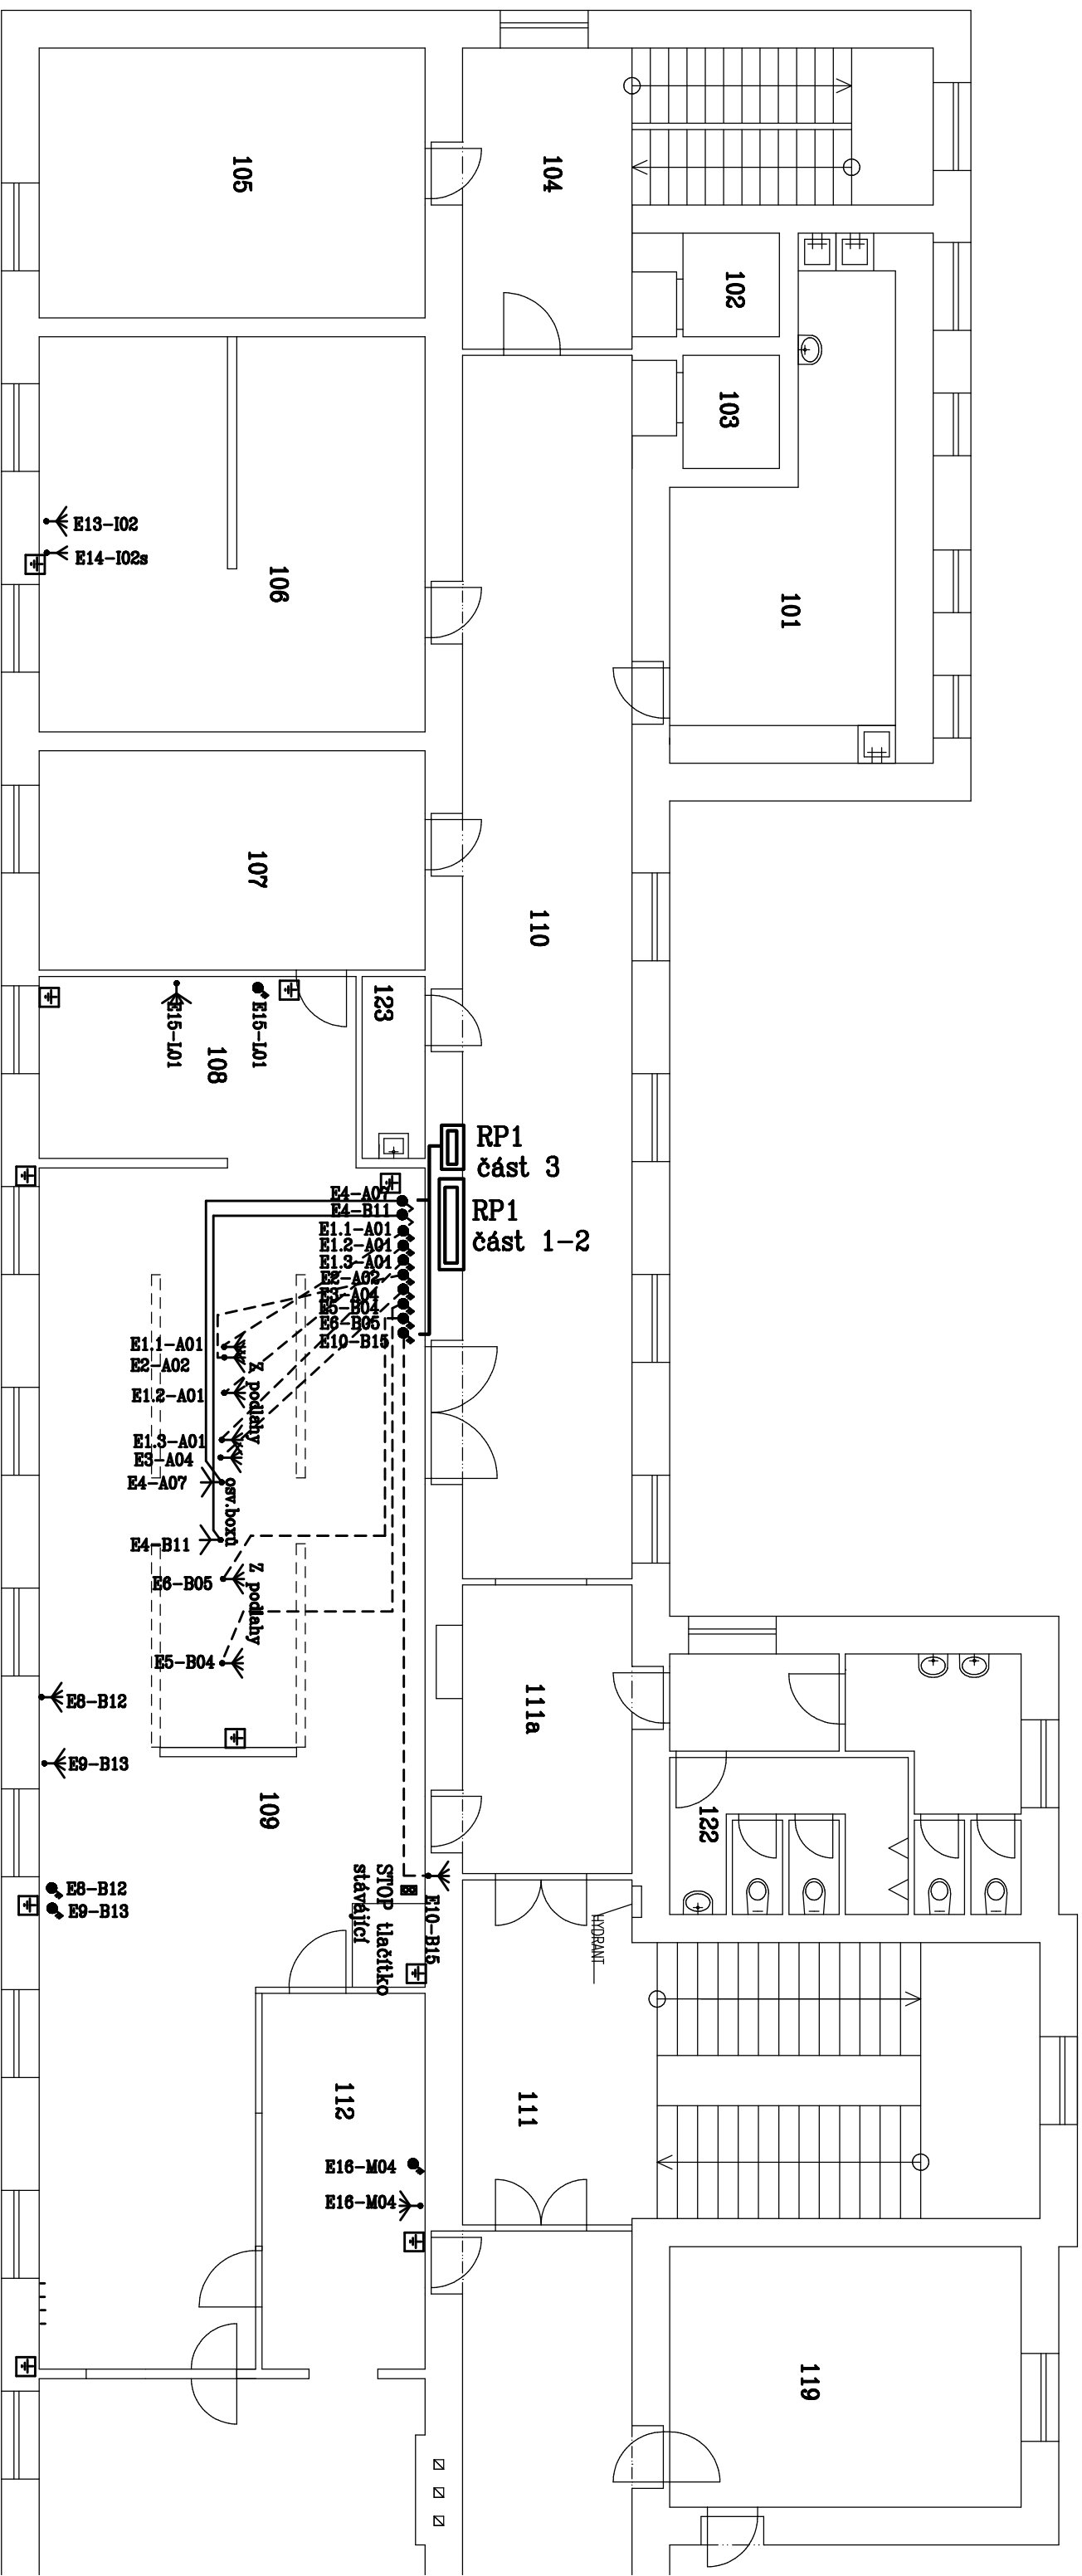 105
104
102
103
101
E13-I02
E14-I02s
106
107
110
123
E15-L01
E15-L01
108
RP1
část 3
RP1
část 1-2
E4-A07
E4-B11
E1.1-A01
E1.2-A01
E1.3-A01
E2-A02
E3-A04
E5-B04
E6-B05
E10-B15
E1.1-A01
E2-A02
E1.2-A01
Z podlahy
E1.3-A01
E3-A04
E4-A07
osv.boxů
E4-B11
E6-B05
Z podlahy
E5-B04
E8-B12
E9-B13
109
111a
122
E8-B12
E9-B13
STOP tlačítko
stávající
E10-B15
HYDRANT
112
111
E16-M04
E16-M04
119